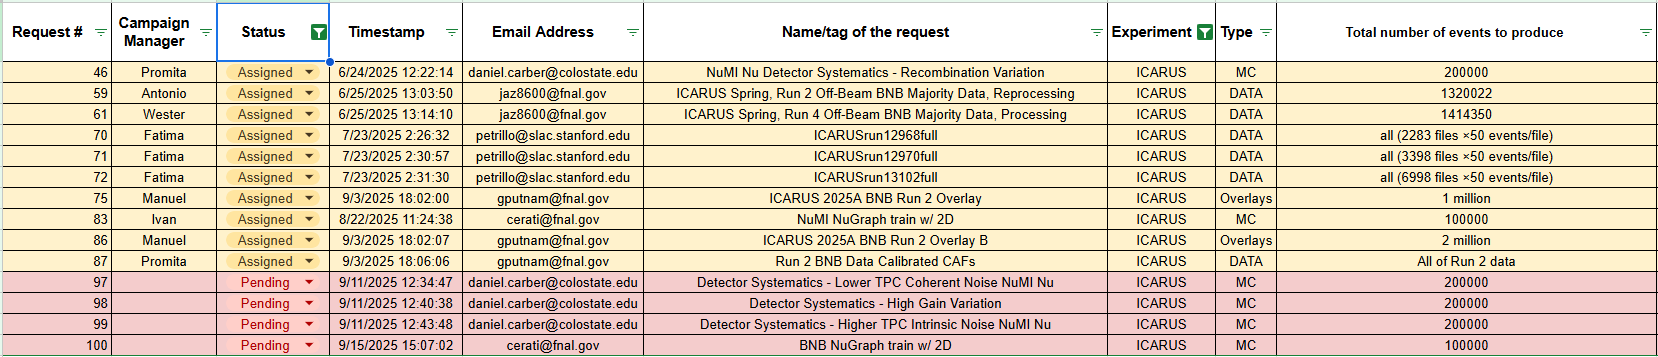 Request # Campaign Manager Status Timestamp Email Address Name/tag of the request Experiment Type Total number of events to produce
46 Promita Assigned 6/24/2025 12:22:14 daniel.carber@colostate.edu NuMI Nu Detector Systematics - Recombination Variation ICARUS MC 200000
59 Antonio Assigned 6/25/2025 13:03:50 jaz8600@fnal.gov ICARUS Spring, Run 2 Off-Beam BNB Majority Data, Reprocessing ICARUS DATA 1320022
61 Wester Assigned 6/25/2025 13:14:10 jaz8600@fnal.gov ICARUS Spring, Run 4 Off-Beam BNB Majority Data, Processing ICARUS DATA 1414350
70 Fatima Assigned 7/23/2025 2:26:32 petrillo@slac.stanford.edu ICARUSrun12968full ICARUS DATA all (2283 files ×50 events/file)
71 Fatima Assigned 7/23/2025 2:30:57 petrillo@slac.stanford.edu ICARUSrun12970full ICARUS DATA all (3398 files ×50 events/file)
72 Fatima Assigned 7/23/2025 2:31:30 petrillo@slac.stanford.edu ICARUSrun13102full ICARUS DATA all (6998 files ×50 events/file)
75 Manuel Assigned 9/3/2025 18:02:00 gputnam@fnal.gov ICARUS 2025A BNB Run 2 Overlay ICARUS Overlays 1 million
83 Ivan Assigned 8/22/2025 11:24:38 cerati@fnal.gov NuMI NuGraph train w/ 2D ICARUS MC 100000
86 Manuel Assigned 9/3/2025 18:02:07 gputnam@fnal.gov ICARUS 2025A BNB Run 2 Overlay B ICARUS Overlays 2 million
87 Promita Assigned 9/3/2025 18:06:06 gputnam@fnal.gov Run 2 BNB Data Calibrated CAFs ICARUS DATA All of Run 2 data
97 Pending 9/11/2025 12:34:47 daniel.carber@colostate.edu Detector Systematics - Lower TPC Coherent Noise NuMI Nu ICARUS MC 200000
98 Pending 9/11/2025 12:40:38 daniel.carber@colostate.edu Detector Systematics - High Gain Variation ICARUS MC 200000
99 Pending 9/11/2025 12:43:48 daniel.carber@colostate.edu Detector Systematics - Higher TPC Intrinsic Noise NuMI Nu ICARUS MC 200000
100 Pending 9/15/2025 15:07:02 cerati@fnal.gov BNB NuGraph train w/ 2D ICARUS MC 100000